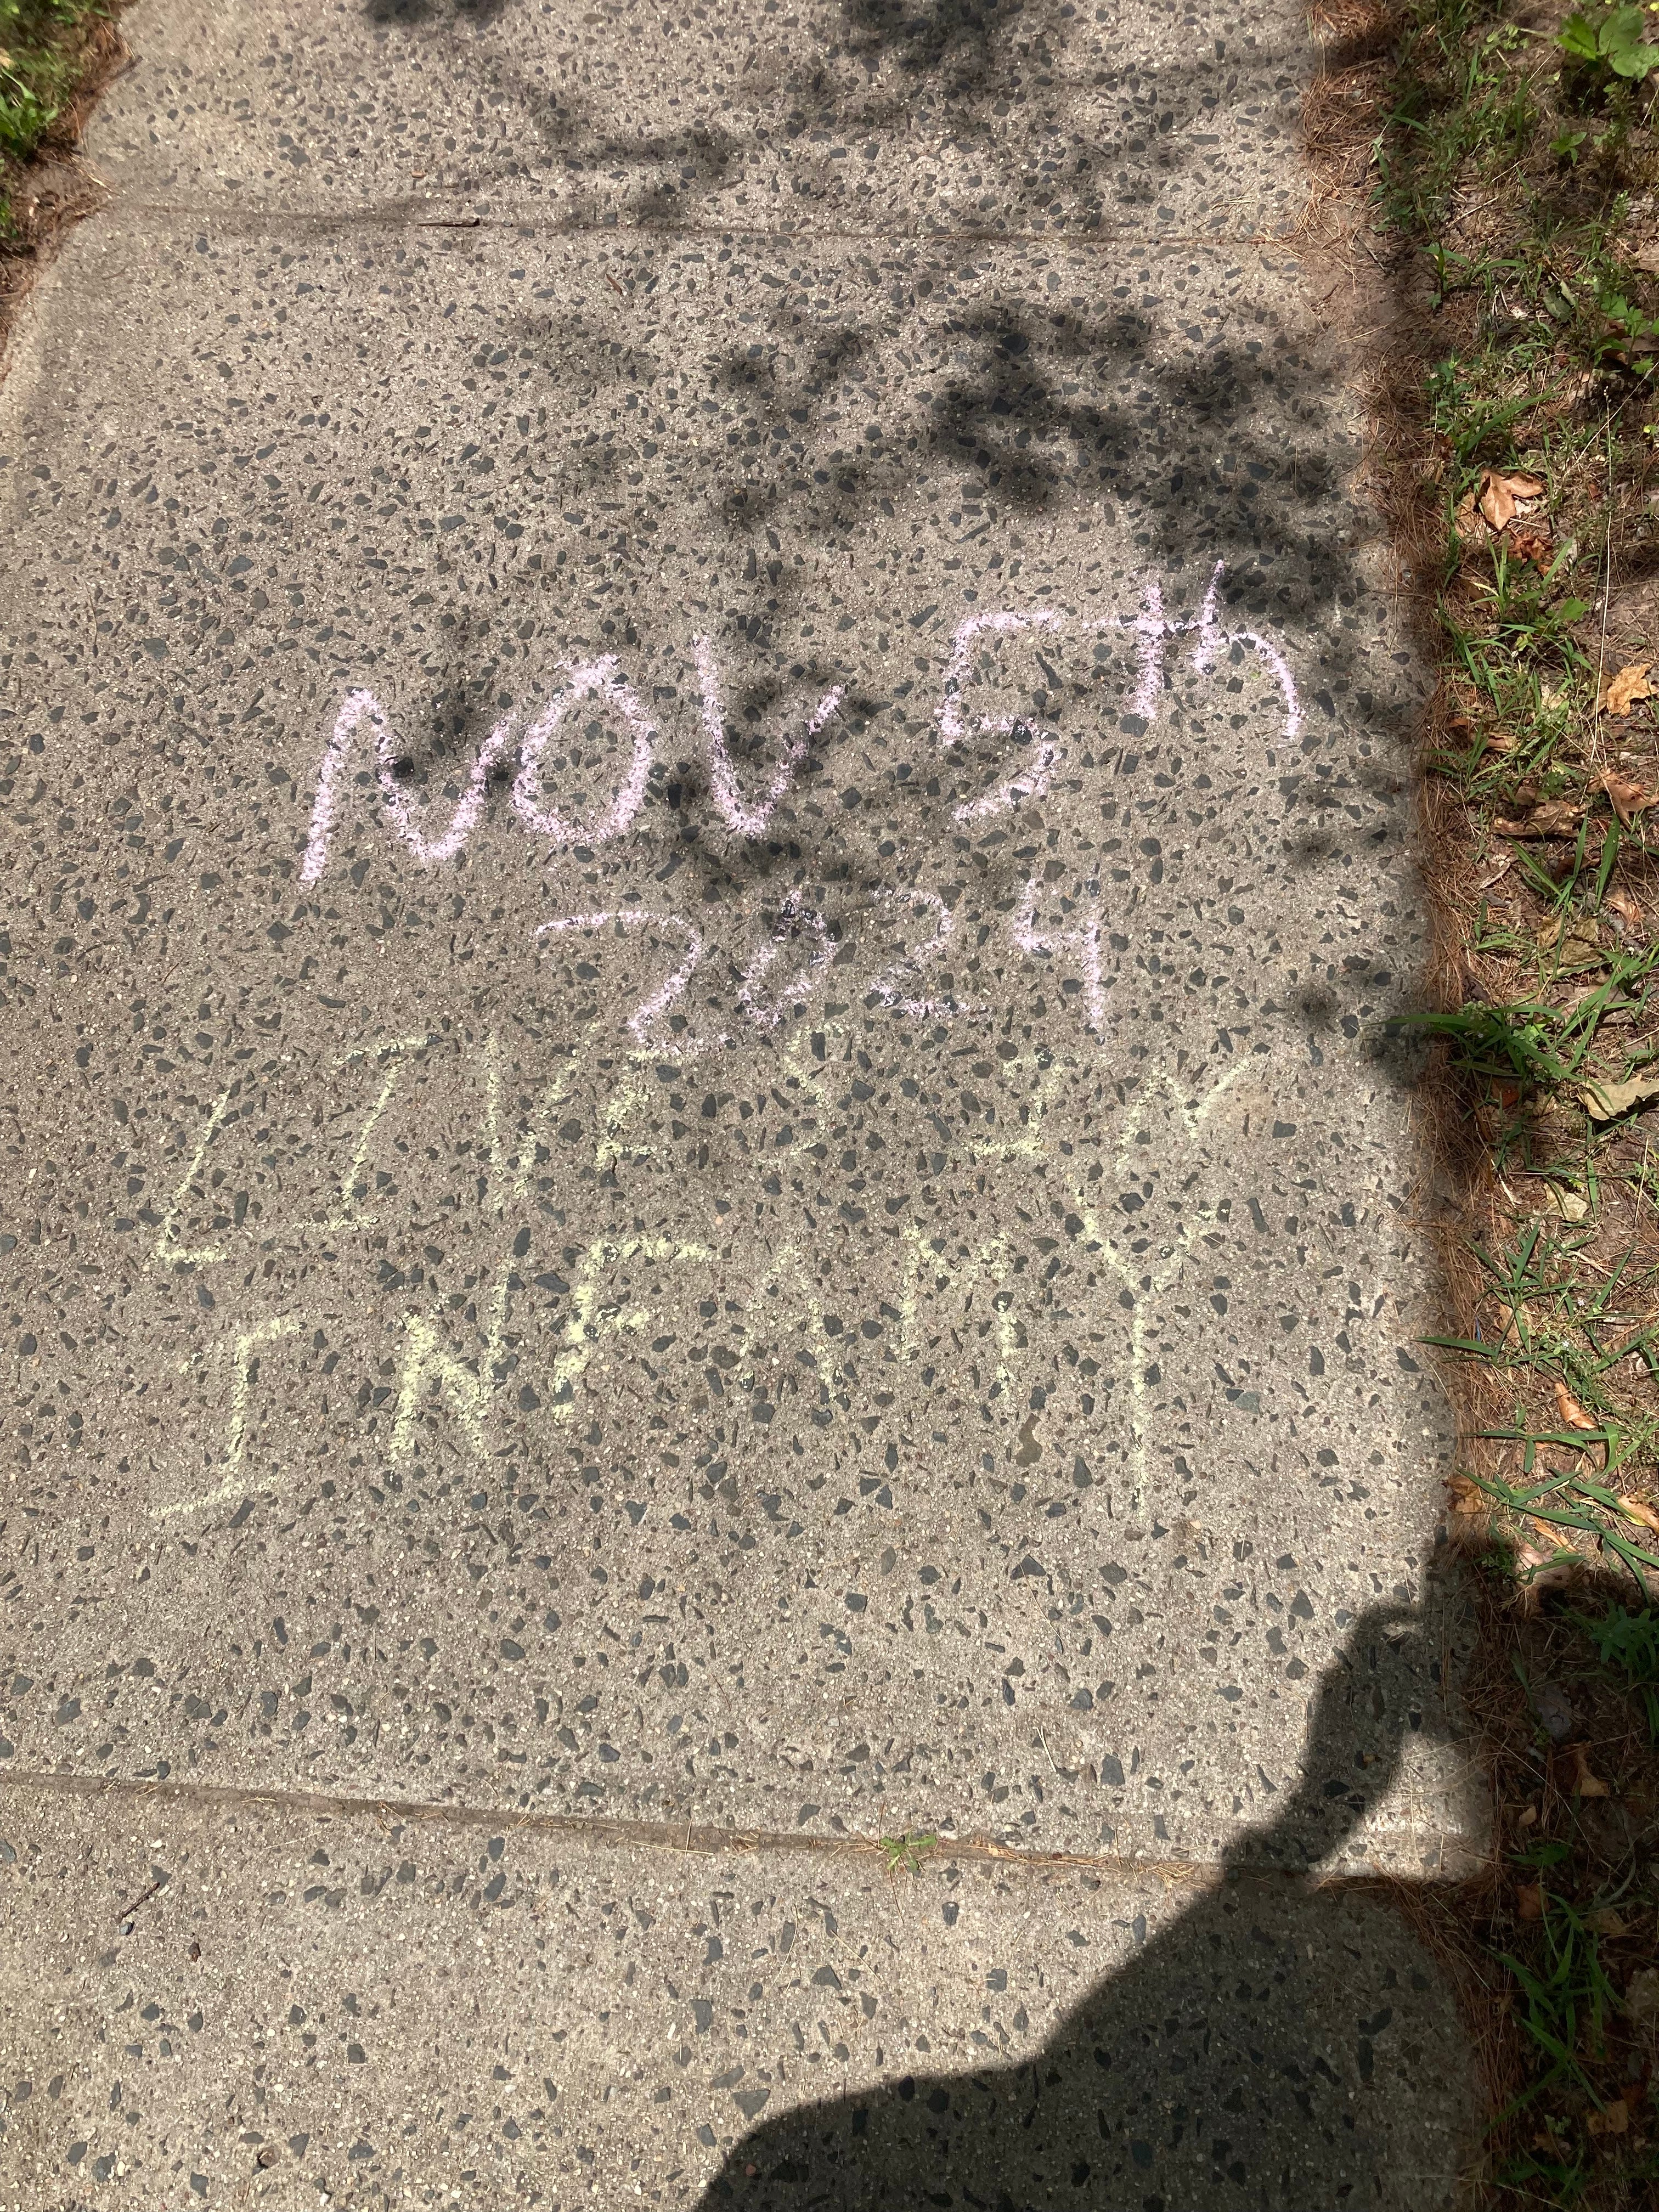 NOV 5th
2024
LIVES IN
INFAMY